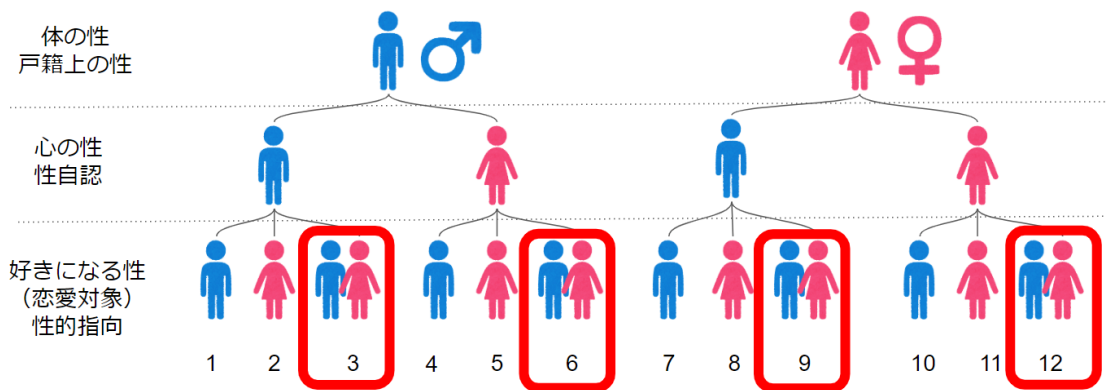 体の性
戸籍上の性
心の性
性自認
好きになる性
（恋愛対象）
性的指向
1 2 3 4 5 6 7 8 9 10 11 12